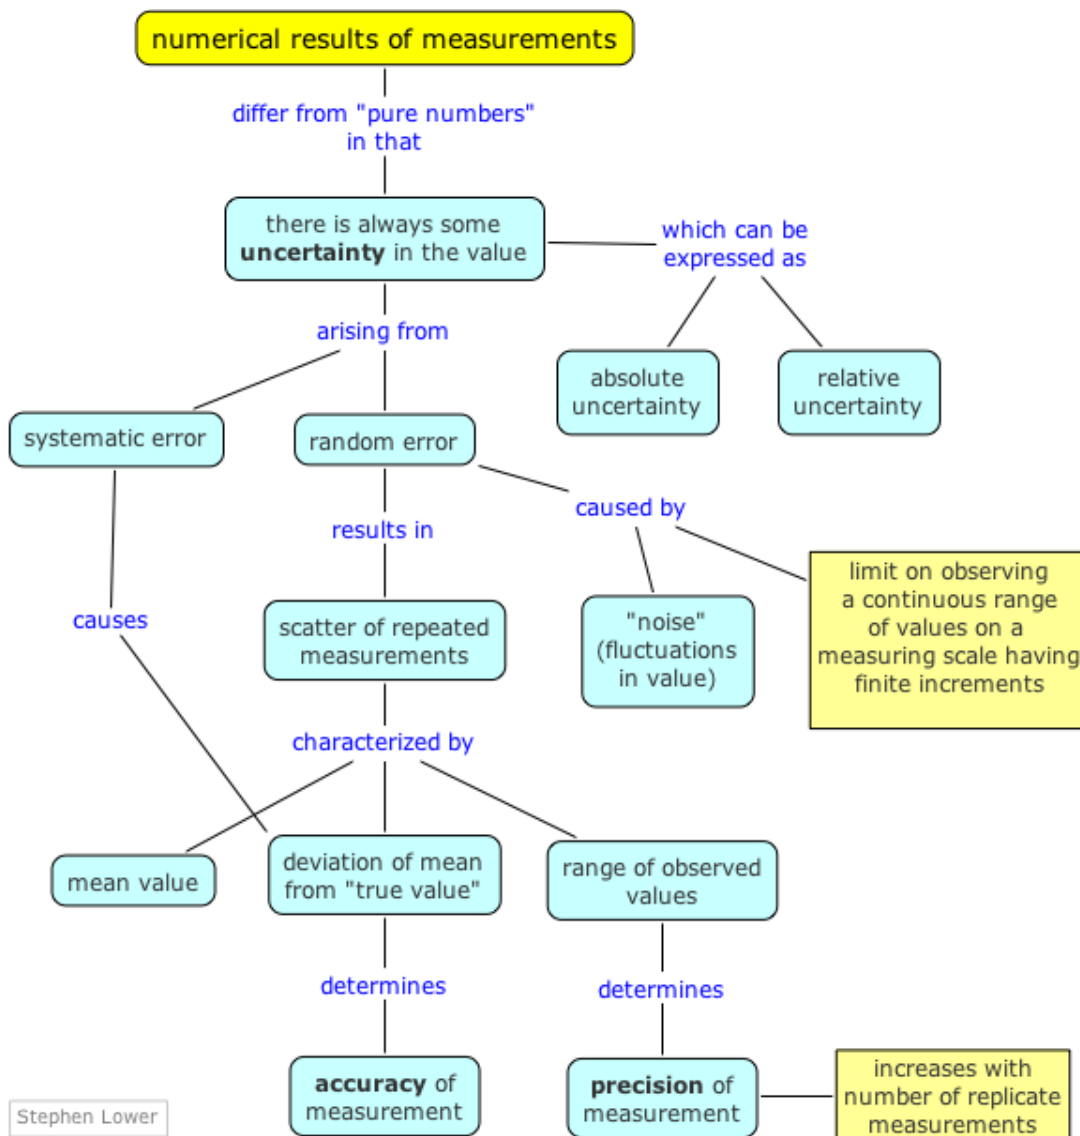 numerical results of measurements
differ from "pure numbers"
in that
there is always some
uncertainty in the value
which can be
expressed as
arising from
absolute
uncertainty
relative
uncertainty
systematic error
random error
caused by
results in
limit on observing
a continuous range
of values on a
measuring scale having
finite increments
"noise"
(fluctuations
in value)
causes
scatter of repeated
measurements
characterized by
mean value
deviation of mean
from "true value"
range of observed
values
determines
determines
accuracy of
measurement
precision of
measurement
increases with
number of replicate
measurements
Stephen Lower